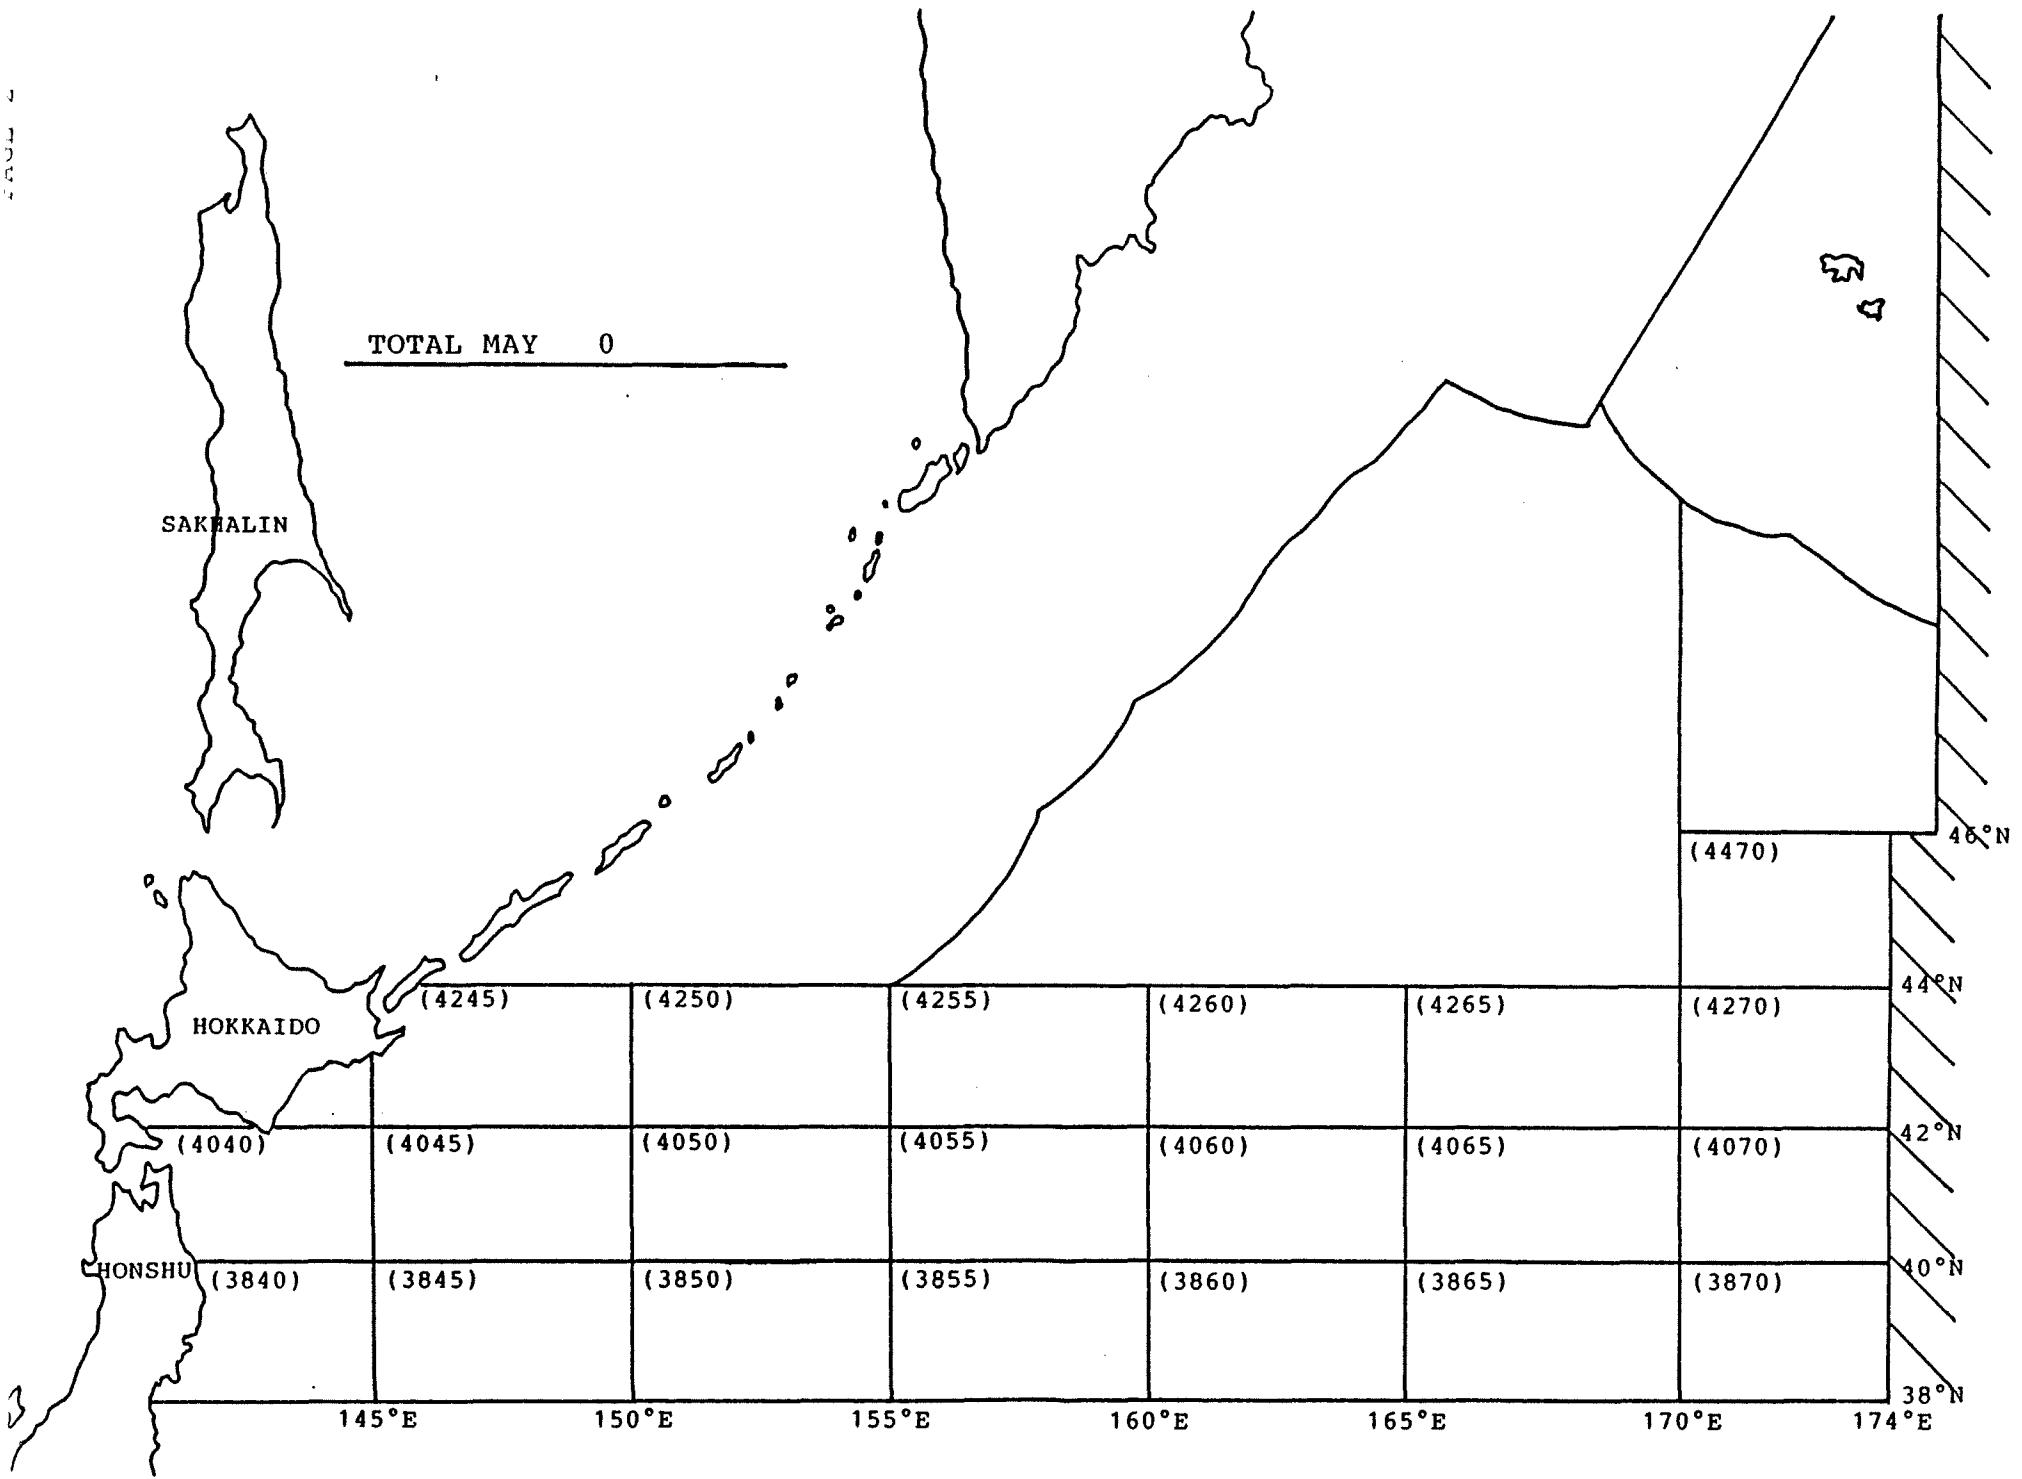 TOTAL MAY 0
SAKHALIN
46°N
(4470)
44°N
(4245) (4250) (4255) (4260) (4265) (4270)
HOKKAIDO
42°N
(4040) (4045) (4050) (4055) (4060) (4065) (4070)
40°N
HONSHU
(3840) (3845) (3850) (3855) (3860) (3865) (3870)
38°N
145°E 150°E 155°E 160°E 165°E 170°E 174°E